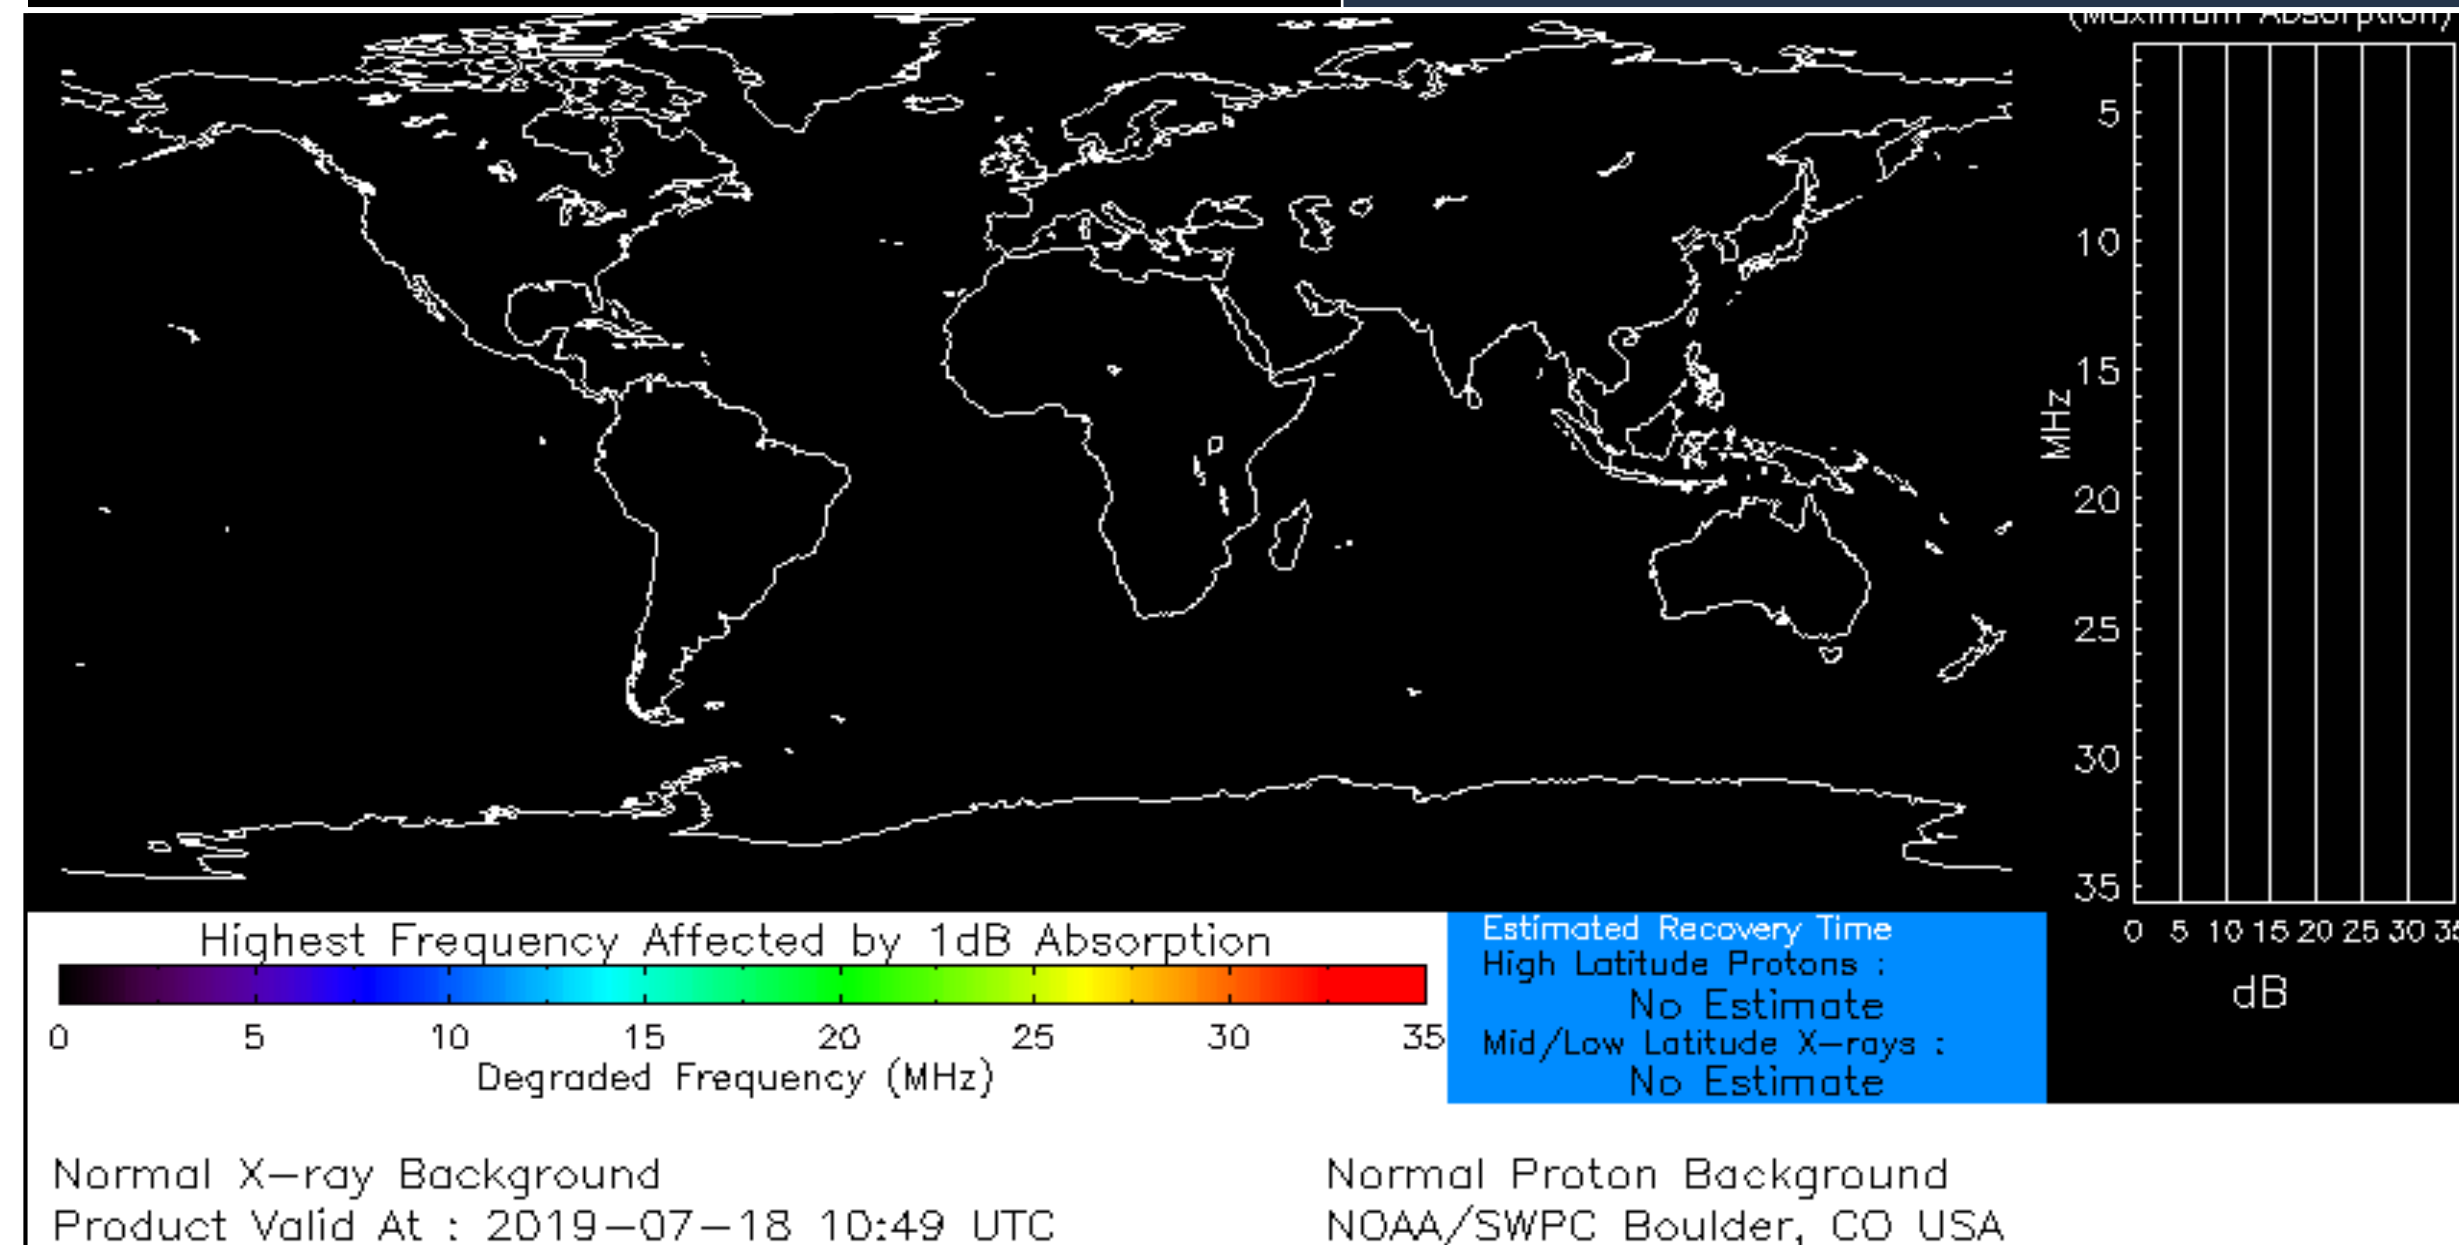 (Maximum Absorption)
5
10
15
20
25
30
35
MHz
0 5 10 15 20 25 30 35
dB
Highest Frequency Affected by 1dB Absorption
0 5 10 15 20 25 30 35
Degraded Frequency (MHz)
Estimated Recovery Time
High Latitude Protons :
No Estimate
Mid/Low Latitude X-rays :
No Estimate
Normal X-ray Background
Product Valid At : 2019-07-18 10:49 UTC
Normal Proton Background
NOAA/SWPC Boulder, CO USA